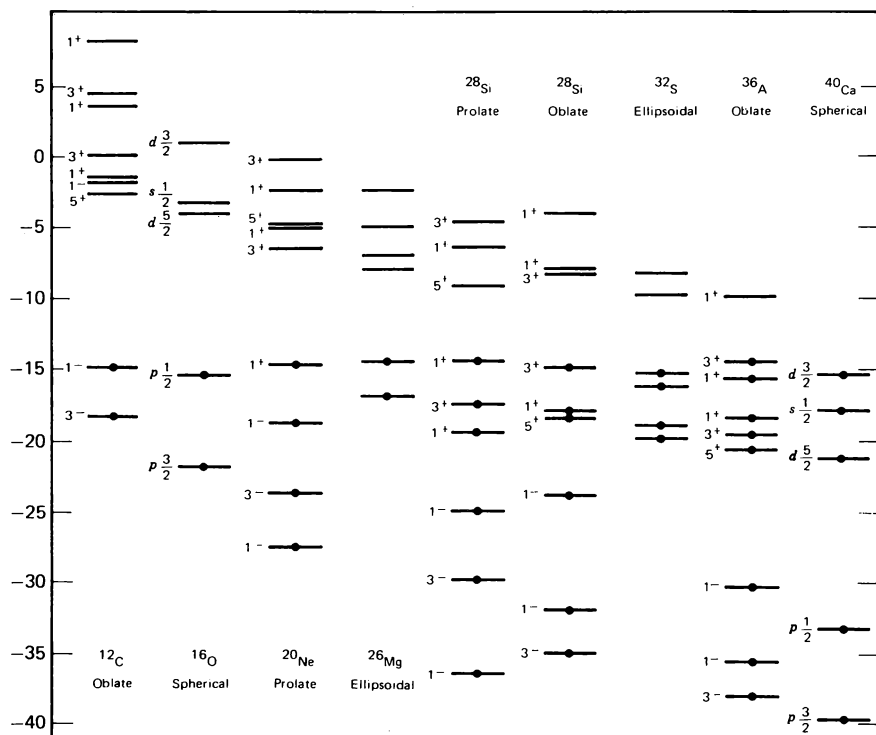 5
0
−5
−10
−15
−20
−25
−30
−35
−40
1+
3+
1+
3+
1+
1−
5+
1−
3−
12C
Oblate
d 3/2
s 1/2
d 5/2
p 1/2
p 3/2
16O
Spherical
3+
1+
5+
1+
3+
1+
1−
3−
1−
20Ne
Prolate
26Mg
Ellipsoidal
28Si
Prolate
3+
1+
5+
1+
3+
1+
1−
3−
1−
28Si
Oblate
1+
1+
3+
3+
1+
5+
1−
1−
3−
32S
Ellipsoidal
36A
Oblate
1+
3+
1+
1+
3+
5+
1−
1−
3−
40Ca
Spherical
d 3/2
s 1/2
d 5/2
p 1/2
p 3/2